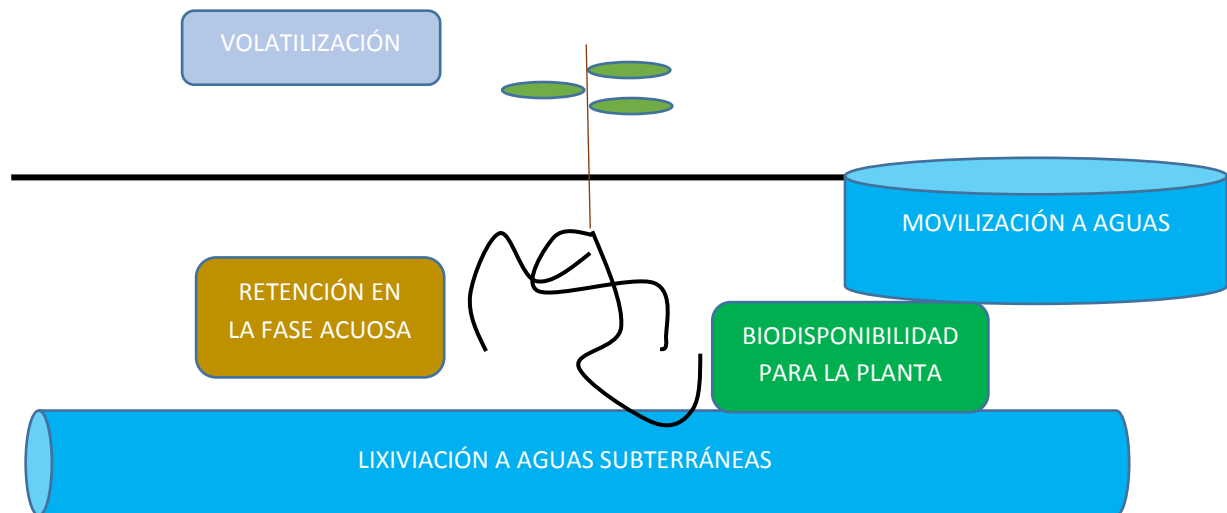 VOLATILIZACIÓN
MOVILIZACIÓN A AGUAS
RETENCIÓN EN
LA FASE ACUOSA
BIODISPONIBILIDAD
PARA LA PLANTA
LIXIVIACIÓN A AGUAS SUBTERRÁNEAS